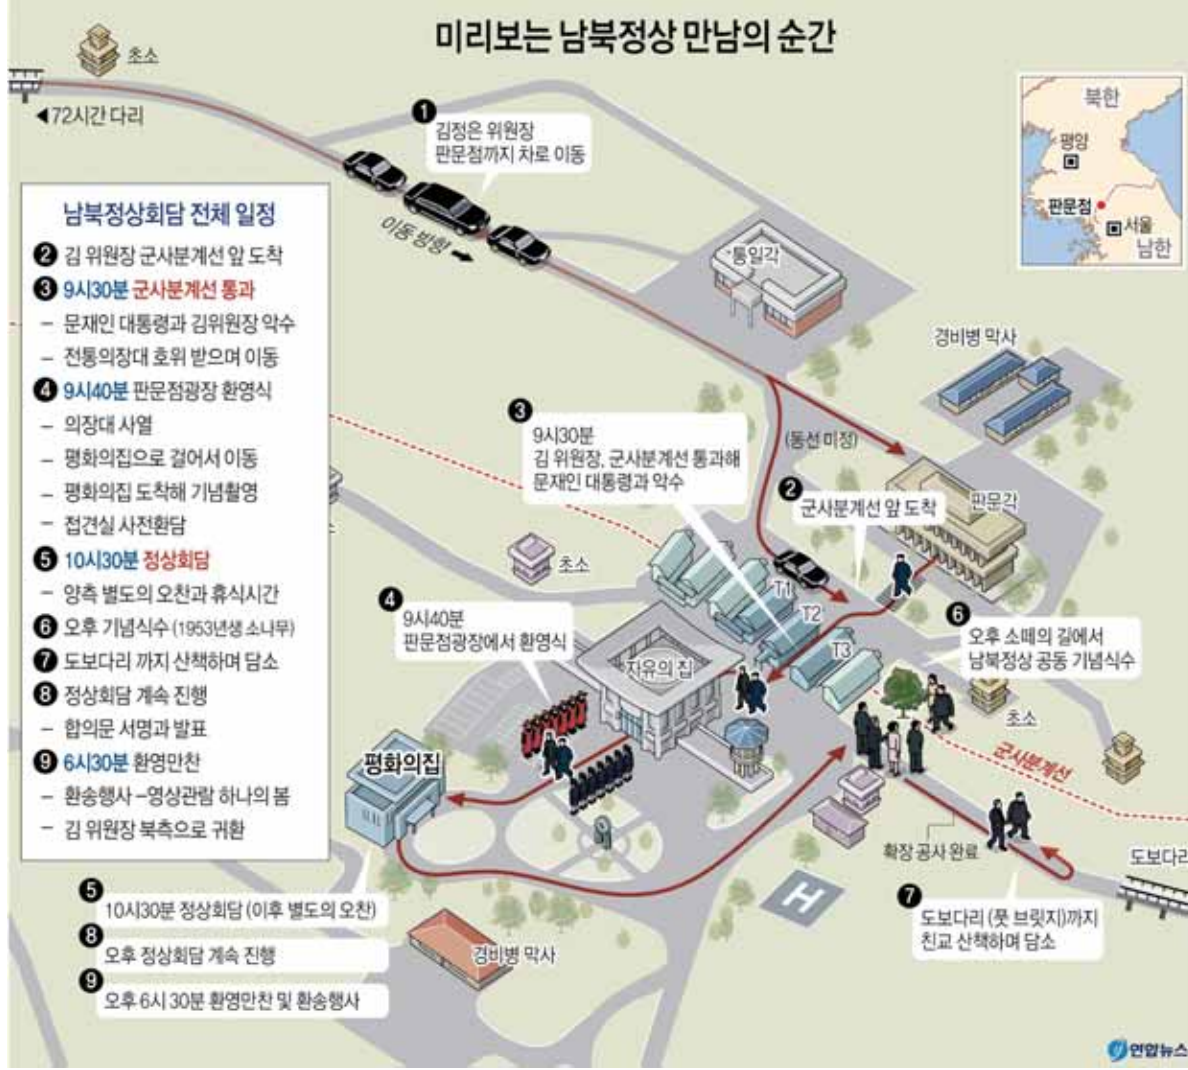 미리보는 남북정상 만남의 순간
초소
◀72시간 다리
1
김정은 위원장
판문점까지 차로 이동
이동 방향 →
북한
평양
판문점
서울
남한
남북정상회담 전체 일정
2 김 위원장 군사분계선 앞 도착
3 9시30분 군사분계선 통과
– 문재인 대통령과 김위원장 악수
– 전통의장대 호위 받으며 이동
4 9시40분 판문점광장 환영식
– 의장대 사열
– 평화의집으로 걸어서 이동
– 평화의집 도착해 기념촬영
– 접견실 사전환담
5 10시30분 정상회담
– 양측 별도의 오찬과 휴식시간
6 오후 기념식수 (1953년생 소나무)
7 도보다리 까지 산책하며 담소
8 정상회담 계속 진행
– 합의문 서명과 발표
9 6시30분 환영만찬
– 환송행사 –영상관람 하나의 봄
– 김 위원장 북측으로 귀환
통일각
경비병 막사
(동선 미정)
판문각
3
9시30분
김 위원장, 군사분계선 통과해
문재인 대통령과 악수
2
군사분계선 앞 도착
초소
T1
T2
T3
4
9시40분
판문점광장에서 환영식
자유의 집
6
오후 소떼의 길에서
남북정상 공동 기념식수
초소
군사분계선
평화의집
확장 공사 완료
도보다리
H
7
도보다리 (풋 브릿지)까지
친교 산책하며 담소
5
10시30분 정상회담 (이후 별도의 오찬)
8
오후 정상회담 계속 진행
9
오후 6시 30분 환영만찬 및 환송행사
경비병 막사
연합뉴스